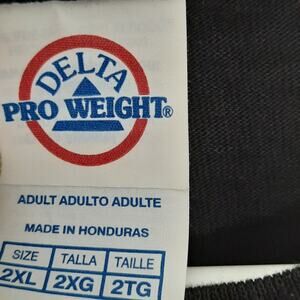 DELTA
PRO WEIGHT®
ADULT ADULTO ADULTE
MADE IN HONDURAS
SIZE TALLA TAILLE
2XL 2XG 2TG